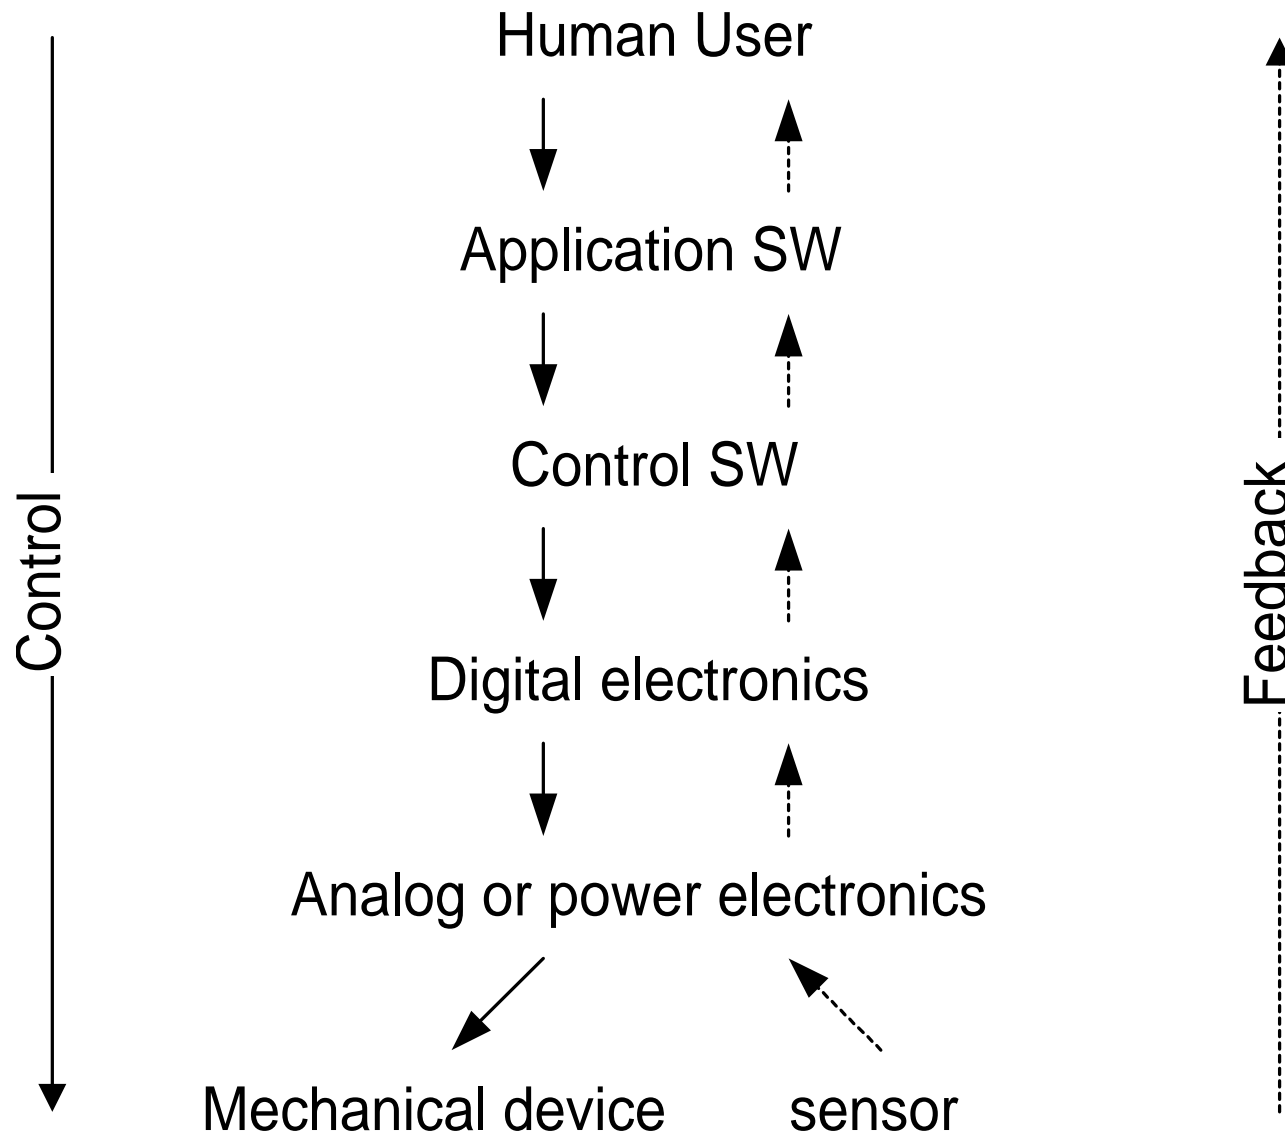 Human User
Application SW
Control SW
Control
Feedback
Digital electronics
Analog or power electronics
Mechanical device
sensor